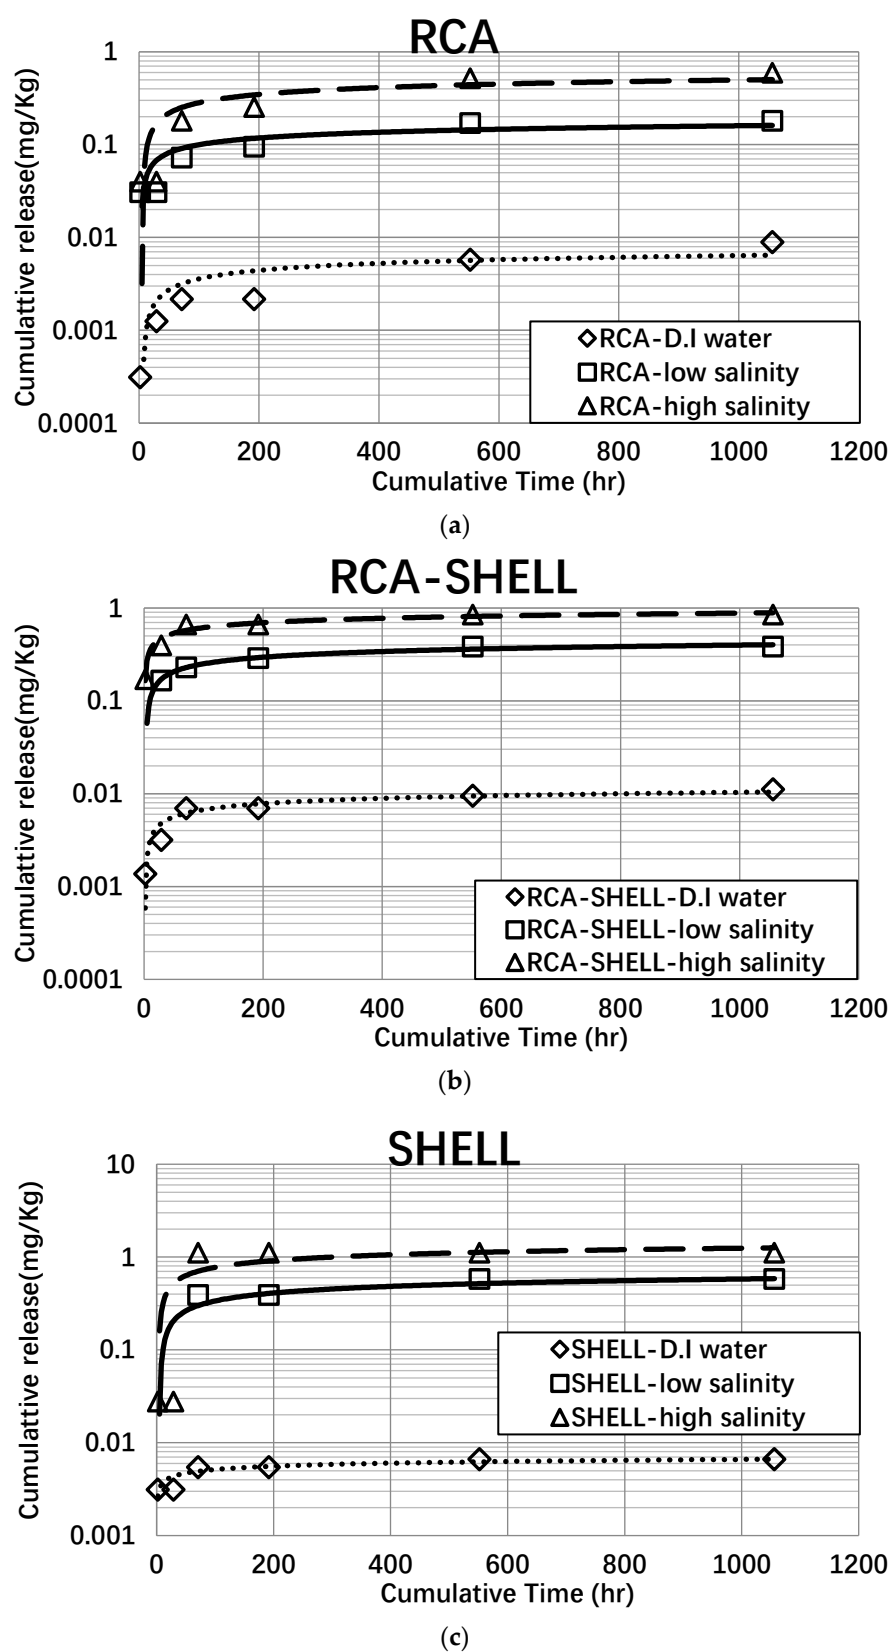 RCA
Cumulattive release(mg/Kg)
1
0.1
0.01
0.001
0.0001
◇RCA-D.I water
□RCA-low salinity
△RCA-high salinity
0 200 400 600 800 1000 1200
Cumulative Time (hr)
(a)
RCA-SHELL
Cumulattive release(mg/Kg)
1
0.1
0.01
0.001
0.0001
◇RCA-SHELL-D.I water
□RCA-SHELL-low salinity
△RCA-SHELL-high salinity
0 200 400 600 800 1000 1200
Cumulative Time (hr)
(b)
SHELL
Cumulattive release(mg/Kg)
10
1
0.1
0.01
0.001
◇SHELL-D.I water
□SHELL-low salinity
△SHELL-high salinity
0 200 400 600 800 1000 1200
Cumulative Time (hr)
(c)